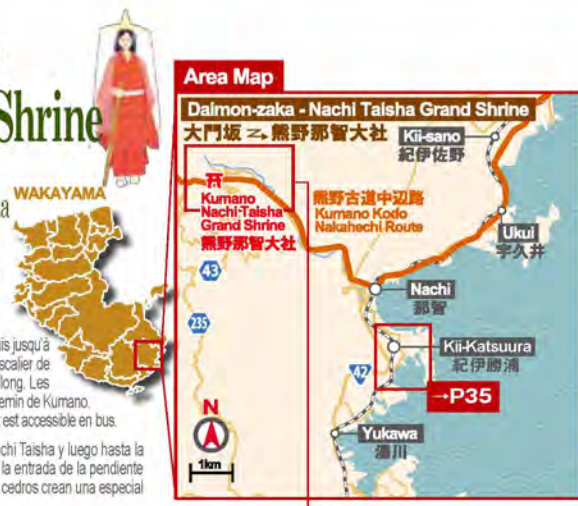 Shrine
WAKAYAMA
a
is jusqu'à
escalier de
long. Les
emin de Kumano.
est accessible en bus.
chi Taisha y luego hasta la
la entrada de la pendiente
cedros crean una especial
Area Map
Daimon-zaka - Nachi Taisha Grand Shrine
大門坂
熊野那智大社
Kii-sano
紀伊佐野
Kumano
Nachi-Taisha
Grand Shrine
熊野那智大社
熊野古道中辺路
Kumano Kodo
Nakahechi Route
Ukui
宇久井
43
Nachi
那智
235
Kii-Katsuura
紀伊勝浦
42
→P35
N
Yukawa
湯川
1km